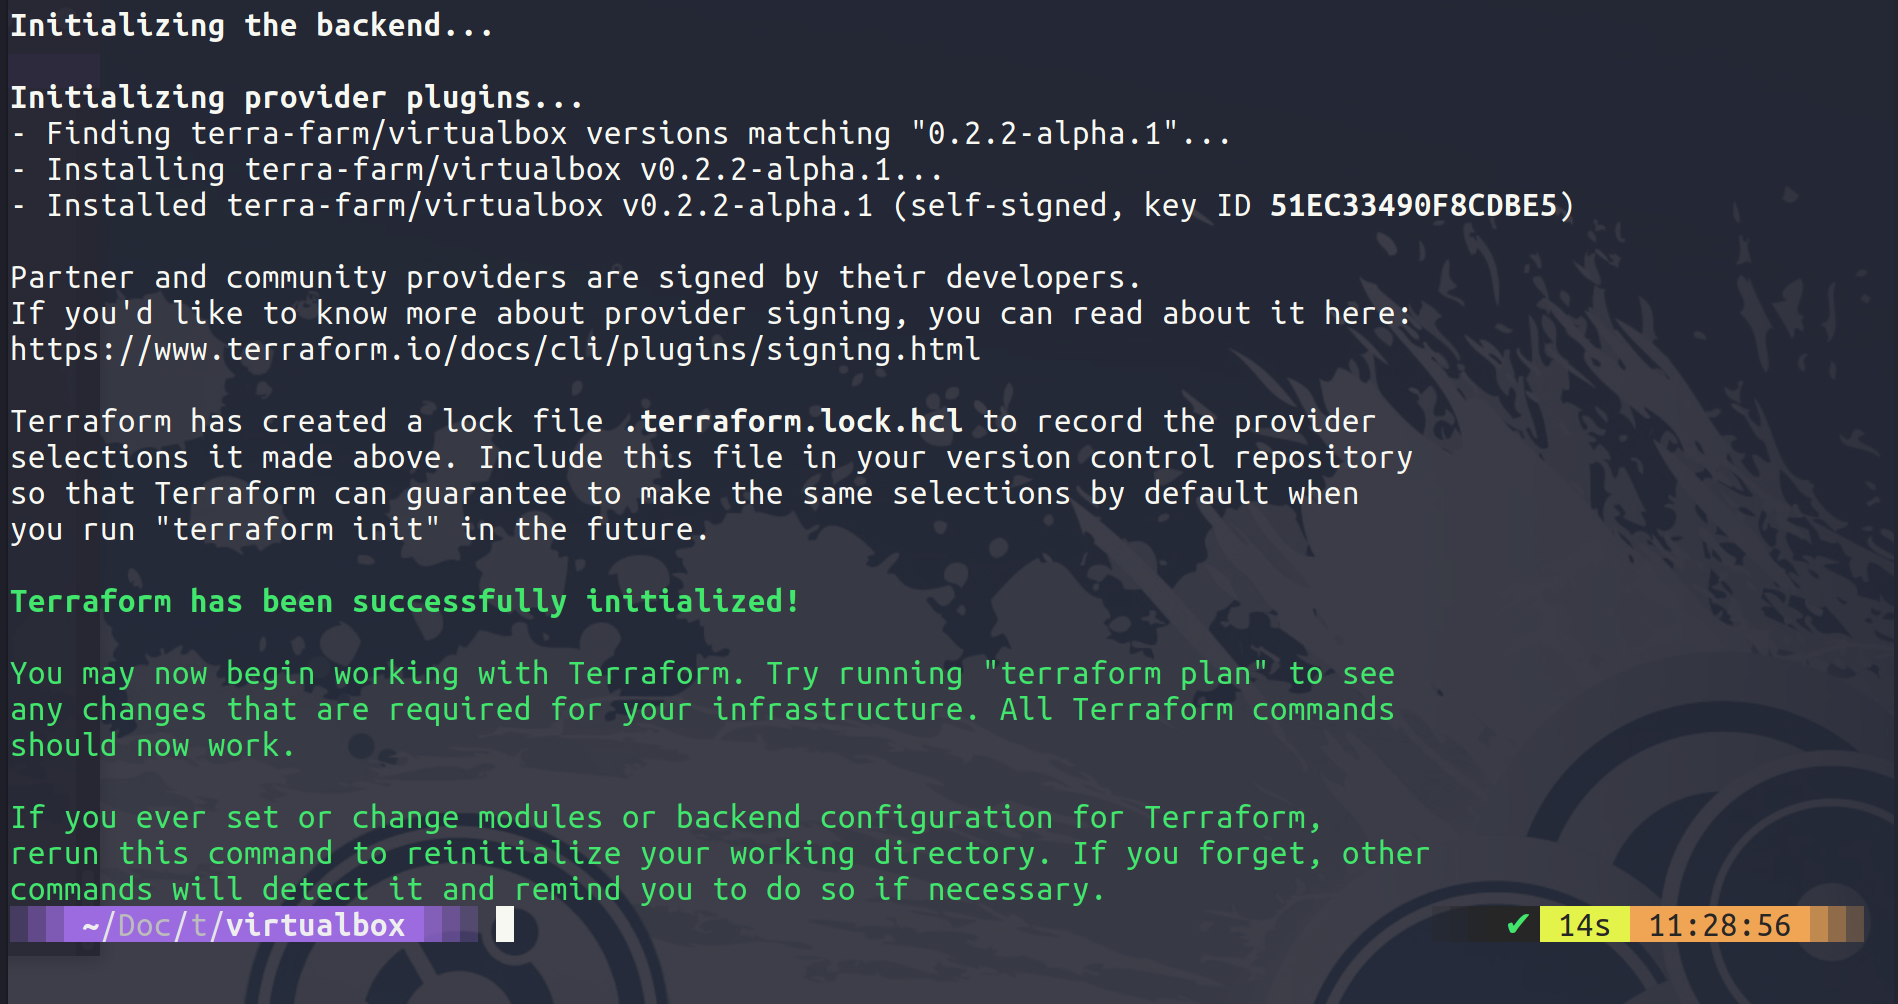 Initializing the backend...
Initializing provider plugins...
- Finding terra-farm/virtualbox versions matching "0.2.2-alpha.1"...
- Installing terra-farm/virtualbox v0.2.2-alpha.1...
- Installed terra-farm/virtualbox v0.2.2-alpha.1 (self-signed, key ID 51EC33490F8CDBE5)
Partner and community providers are signed by their developers.
If you'd like to know more about provider signing, you can read about it here:
https://www.terraform.io/docs/cli/plugins/signing.html
Terraform has created a lock file .terraform.lock.hcl to record the provider
selections it made above. Include this file in your version control repository
so that Terraform can guarantee to make the same selections by default when
you run "terraform init" in the future.
Terraform has been successfully initialized!
You may now begin working with Terraform. Try running "terraform plan" to see
any changes that are required for your infrastructure. All Terraform commands
should now work.
If you ever set or change modules or backend configuration for Terraform,
rerun this command to reinitialize your working directory. If you forget, other
commands will detect it and remind you to do so if necessary.
~/Doc/t/virtualbox ✔ 14s 11:28:56